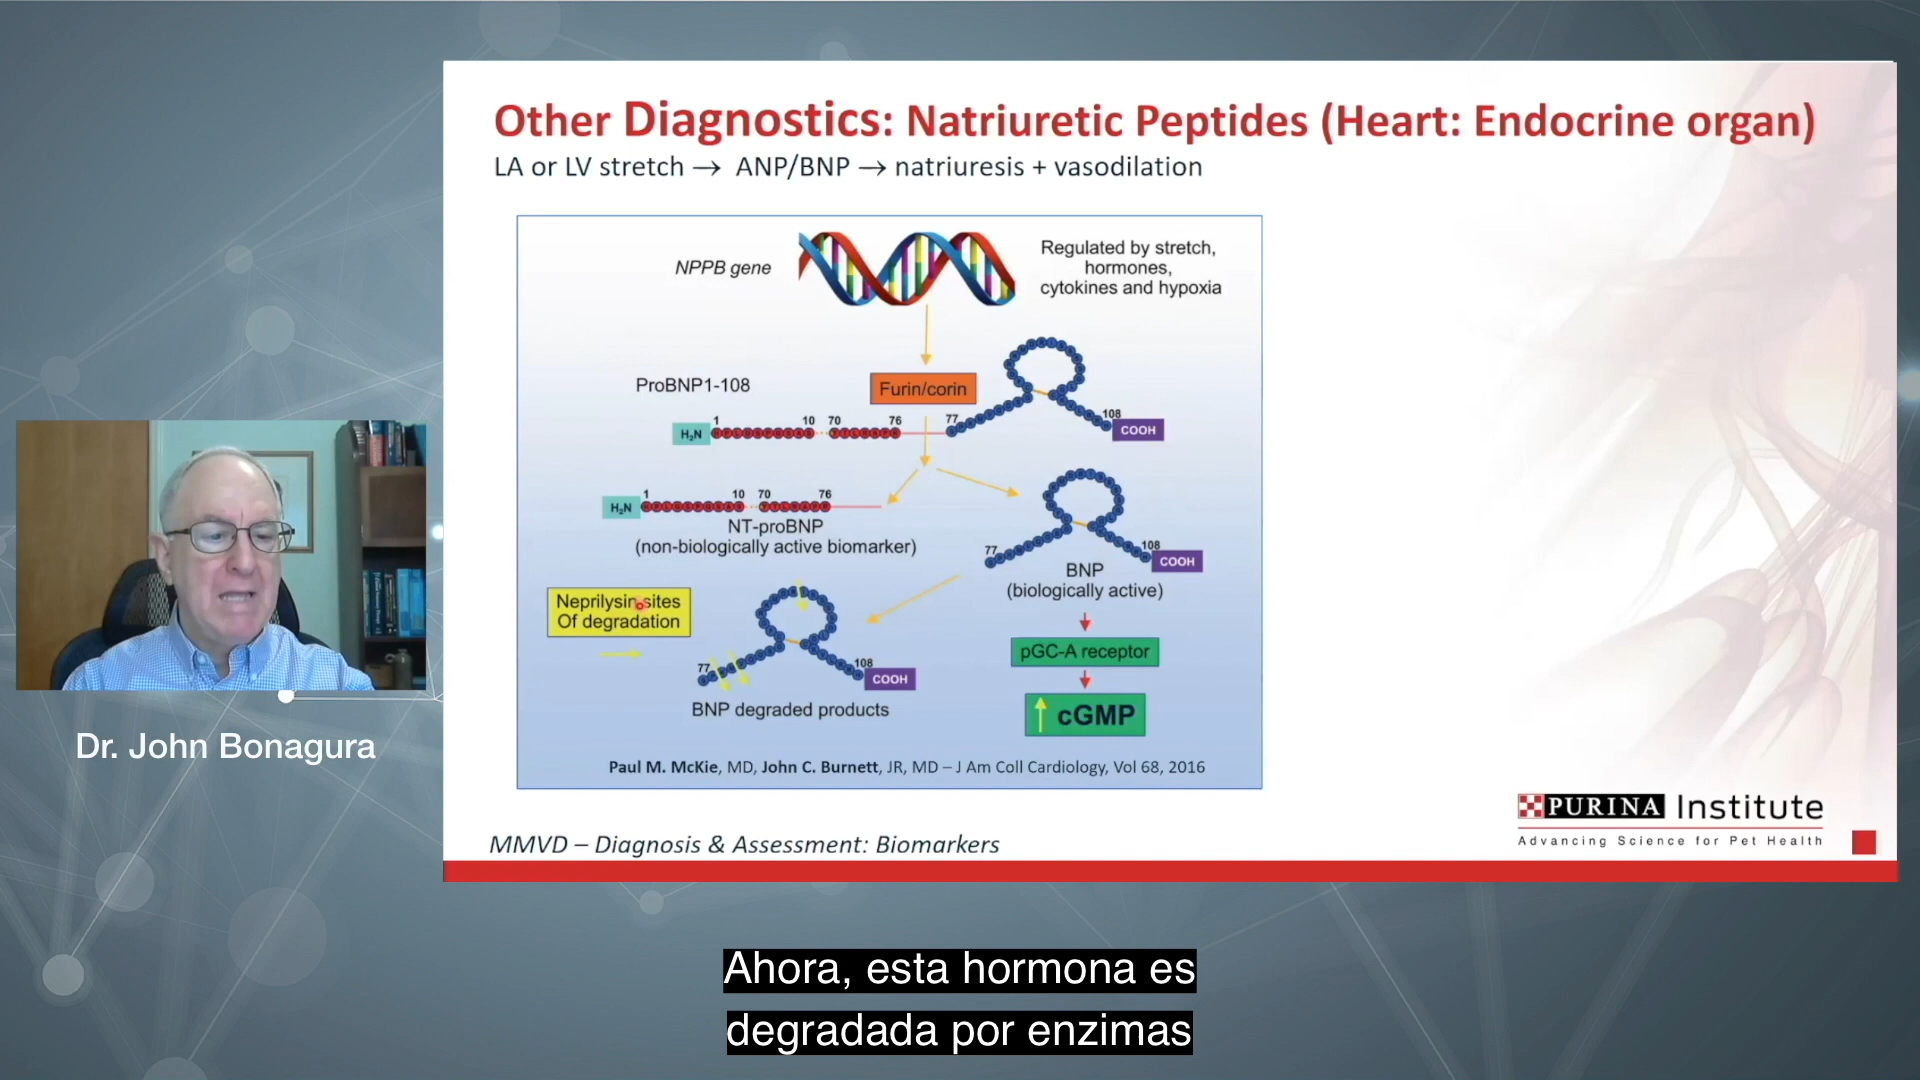 Other Diagnostics: Natriuretic Peptides (Heart: Endocrine organ)
LA or LV stretch → ANP/BNP → natriuresis + vasodilation
NPPB gene
Regulated by stretch,
hormones,
cytokines and hypoxia
ProBNP1-108
Furin/corin
H₂N 1 10 70 76 77 108 COOH
H₂N 1 10 70 76
NT-proBNP
(non-biologically active biomarker)
77 108 COOH
BNP
(biologically active)
Neprilysin sites
Of degradation
pGC-A receptor
77 108 COOH
BNP degraded products
cGMP
Paul M. McKie, MD, John C. Burnett, JR, MD – J Am Coll Cardiology, Vol 68, 2016
Dr. John Bonagura
PURINA Institute
Advancing Science for Pet Health
MMVD – Diagnosis & Assessment: Biomarkers
Ahora, esta hormona es
degradada por enzimas